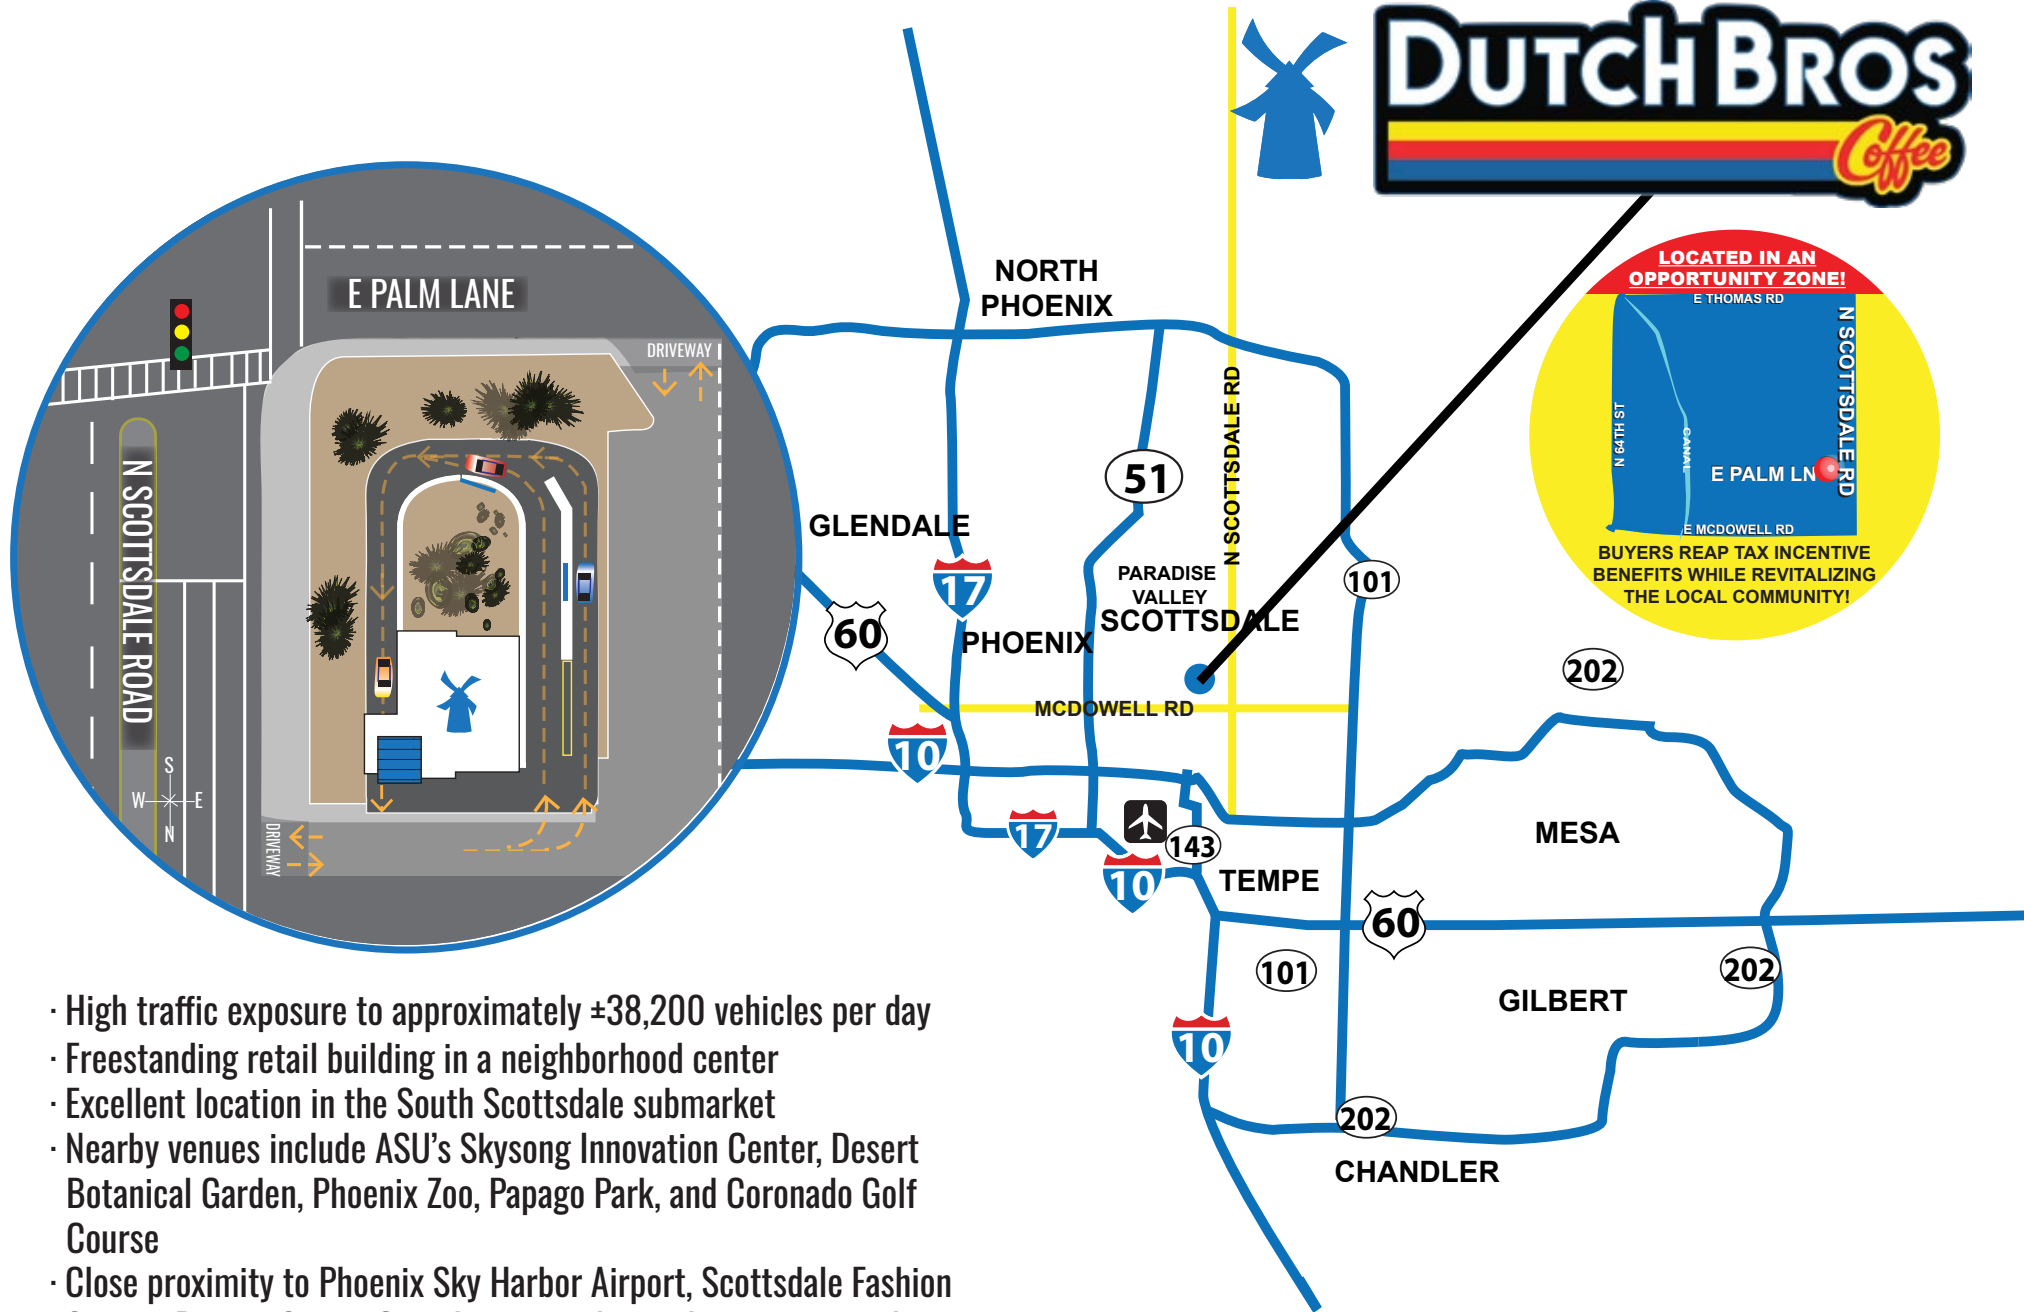 DUTCH BROS
Coffee
LOCATED IN AN
OPPORTUNITY ZONE!
E THOMAS RD
N SCOTTSDALE RD
N 64TH ST
CANAL
E PALM LN
E MCDOWELL RD
BUYERS REAP TAX INCENTIVE
BENEFITS WHILE REVITALIZING
THE LOCAL COMMUNITY!
E PALM LANE
DRIVEWAY
N SCOTTSDALE ROAD
S
W
E
N
DRIVEWAY
NORTH
PHOENIX
N SCOTTSDALE RD
51
GLENDALE
17
PARADISE
VALLEY
101
60
PHOENIX
SCOTTSDALE
202
MCDOWELL RD
10
17
143
MESA
10
TEMPE
60
101
202
GILBERT
10
202
CHANDLER
· High traffic exposure to approximately ±38,200 vehicles per day
· Freestanding retail building in a neighborhood center
· Excellent location in the South Scottsdale submarket
· Nearby venues include ASU’s Skysong Innovation Center, Desert
Botanical Garden, Phoenix Zoo, Papago Park, and Coronado Golf
Course
· Close proximity to Phoenix Sky Harbor Airport, Scottsdale Fashion